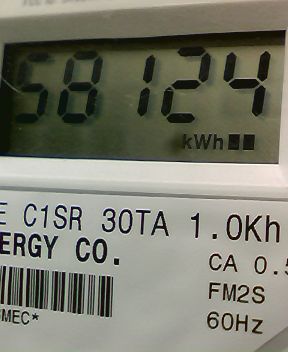 58124
kWh
E C1SR 30TA 1.0Kh
ERGY CO.
CA 0.5
FM2S
MEC*
60Hz